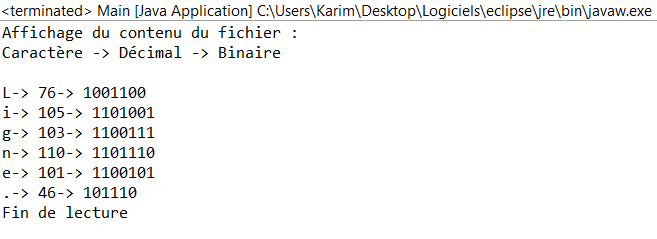 <terminated> Main [Java Application] C:\Users\Karim\Desktop\Logiciels\eclipse\jre\bin\javaw.exe
Affichage du contenu du fichier :
Caractère -> Décimal -> Binaire
L-> 76-> 1001100
i-> 105-> 1101001
g-> 103-> 1100111
n-> 110-> 1101110
e-> 101-> 1100101
.-> 46-> 101110
Fin de lecture